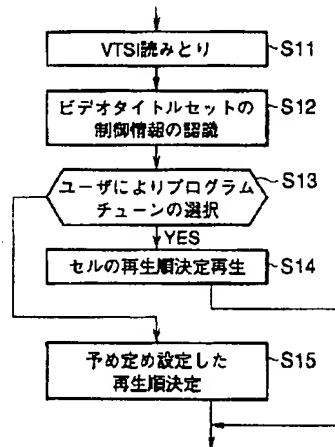 VTSI読みとり
S11
ビデオタイトルセットの
制御情報の認識
S12
ユーザによりプログラム
チェーンの選択
S13
YES
セルの再生順決定再生
S14
予め定め設定した
再生順決定
S15